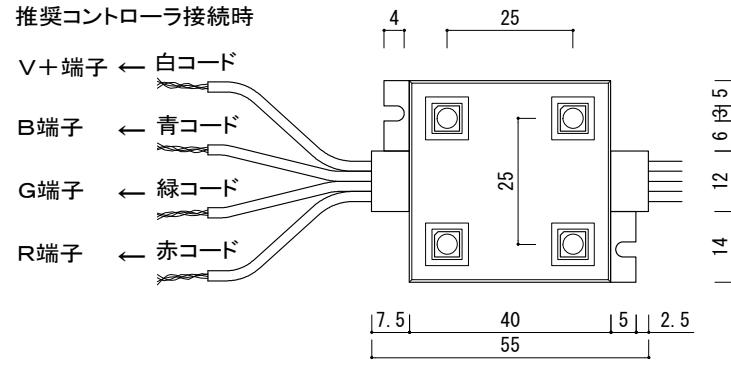 推奨コントローラ接続時
V＋端子 ← 白コード
B端子 ← 青コード
G端子 ← 緑コード
R端子 ← 赤コード
4
25
25
5
3
6
12
14
7.5
40
5
2.5
55